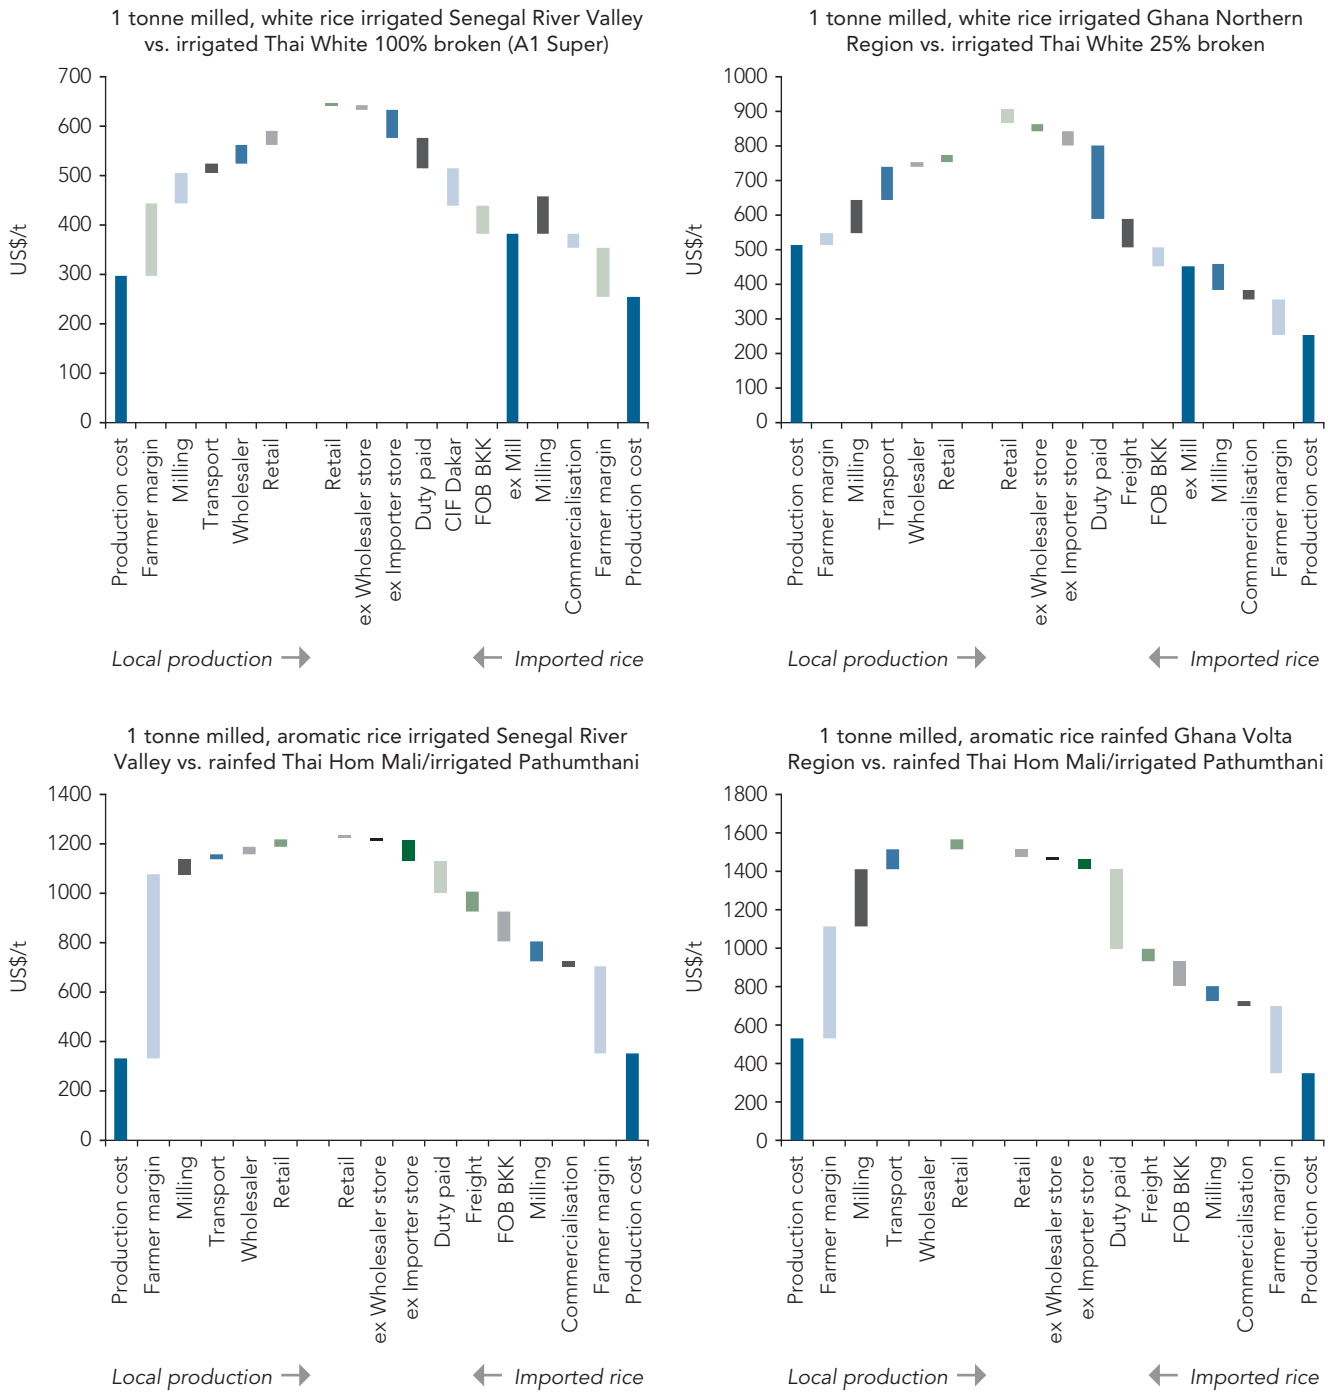 1 tonne milled, white rice irrigated Senegal River Valley
vs. irrigated Thai White 100% broken (A1 Super)
700
600
500
400
300
200
100
0
US$/t
Production cost
Farmer margin
Milling
Transport
Wholesaler
Retail
Retail
ex Wholesaler store
ex Importer store
Duty paid
CIF Dakar
FOB BKK
ex Mill
Milling
Commercialisation
Farmer margin
Production cost
Local production
Imported rice
1 tonne milled, white rice irrigated Ghana Northern
Region vs. irrigated Thai White 25% broken
1000
900
800
700
600
500
400
300
200
100
0
US$/t
Production cost
Farmer margin
Milling
Transport
Wholesaler
Retail
Retail
ex Wholesaler store
ex Importer store
Duty paid
Freight
FOB BKK
ex Mill
Milling
Commercialisation
Farmer margin
Production cost
Local production
Imported rice
1 tonne milled, aromatic rice irrigated Senegal River
Valley vs. rainfed Thai Hom Mali/irrigated Pathumthani
1400
1200
1000
800
600
400
200
0
US$/t
Production cost
Farmer margin
Milling
Transport
Wholesaler
Retail
Retail
ex Wholesaler store
ex Importer store
Duty paid
Freight
FOB BKK
Milling
Commercialisation
Farmer margin
Production cost
Local production
Imported rice
1 tonne milled, aromatic rice rainfed Ghana Volta
Region vs. rainfed Thai Hom Mali/irrigated Pathumthani
1800
1600
1400
1200
1000
800
600
400
200
0
US$/t
Production cost
Farmer margin
Milling
Transport
Wholesaler
Retail
Retail
ex Wholesaler store
ex Importer store
Duty paid
Freight
FOB BKK
Milling
Commercialisation
Farmer margin
Production cost
Local production
Imported rice